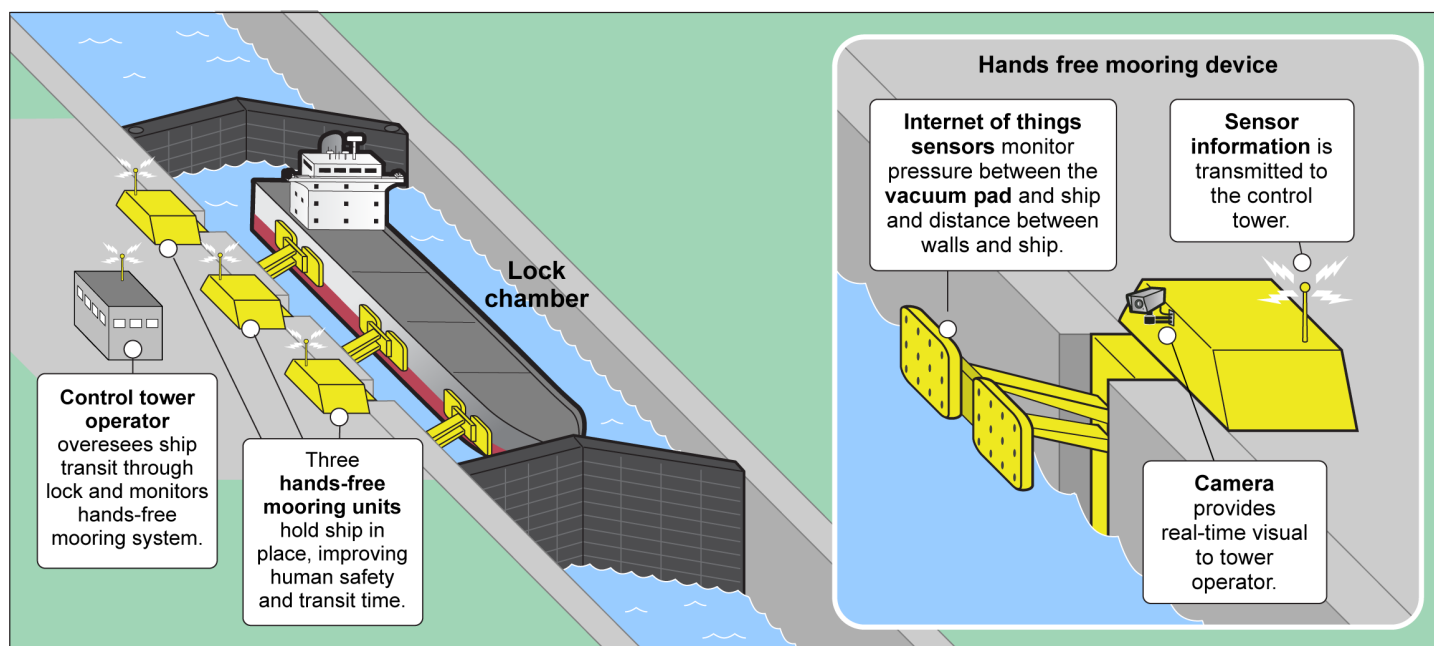 Hands free mooring device
Internet of things
sensors monitor
pressure between the
vacuum pad and ship
and distance between
walls and ship.
Sensor
information is
transmitted to
the control
tower.
Lock
chamber
Control tower
operator
overesees ship
transit through
lock and monitors
hands-free
mooring system.
Three
hands-free
mooring units
hold ship in
place, improving
human safety
and transit time.
Camera
provides
real-time visual
to tower
operator.